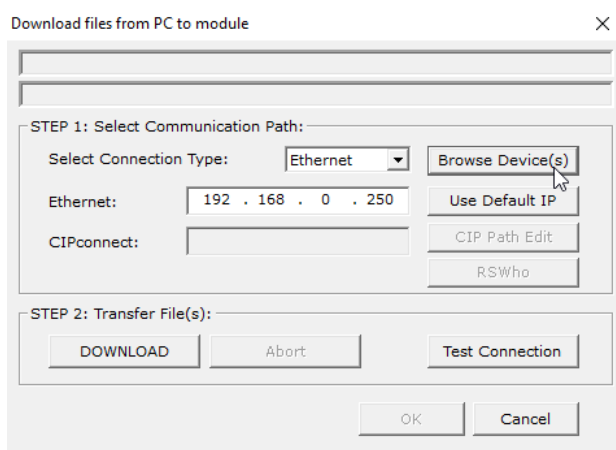 Download files from PC to module
STEP 1: Select Communication Path:
Select Connection Type: Ethernet Browse Device(s)
Ethernet: 192 . 168 . 0 . 250 Use Default IP
CIPconnect: CIP Path Edit
RSWho
STEP 2: Transfer File(s):
DOWNLOAD Abort Test Connection
OK Cancel